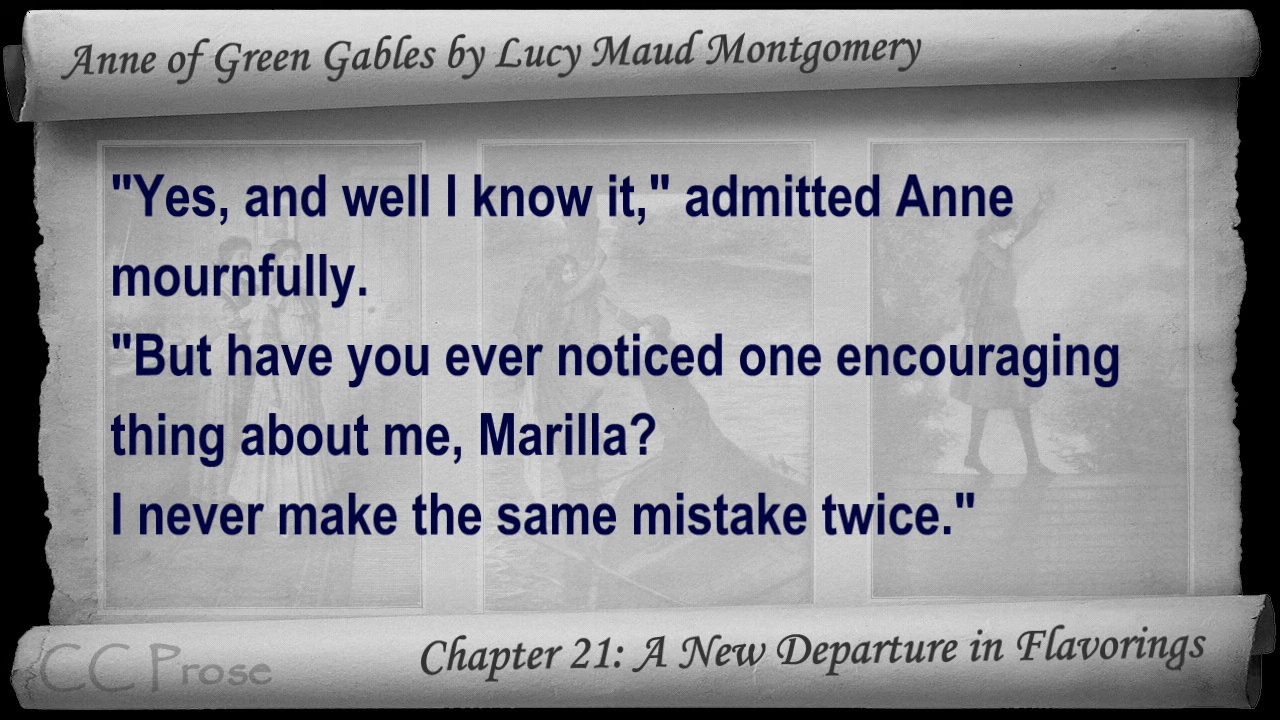 Anne of Green Gables by Lucy Maud Montgomery
"Yes, and well I know it," admitted Anne
mournfully.
"But have you ever noticed one encouraging
thing about me, Marilla?
I never make the same mistake twice."
Chapter 21: A New Departure in Flavorings
CC Prose